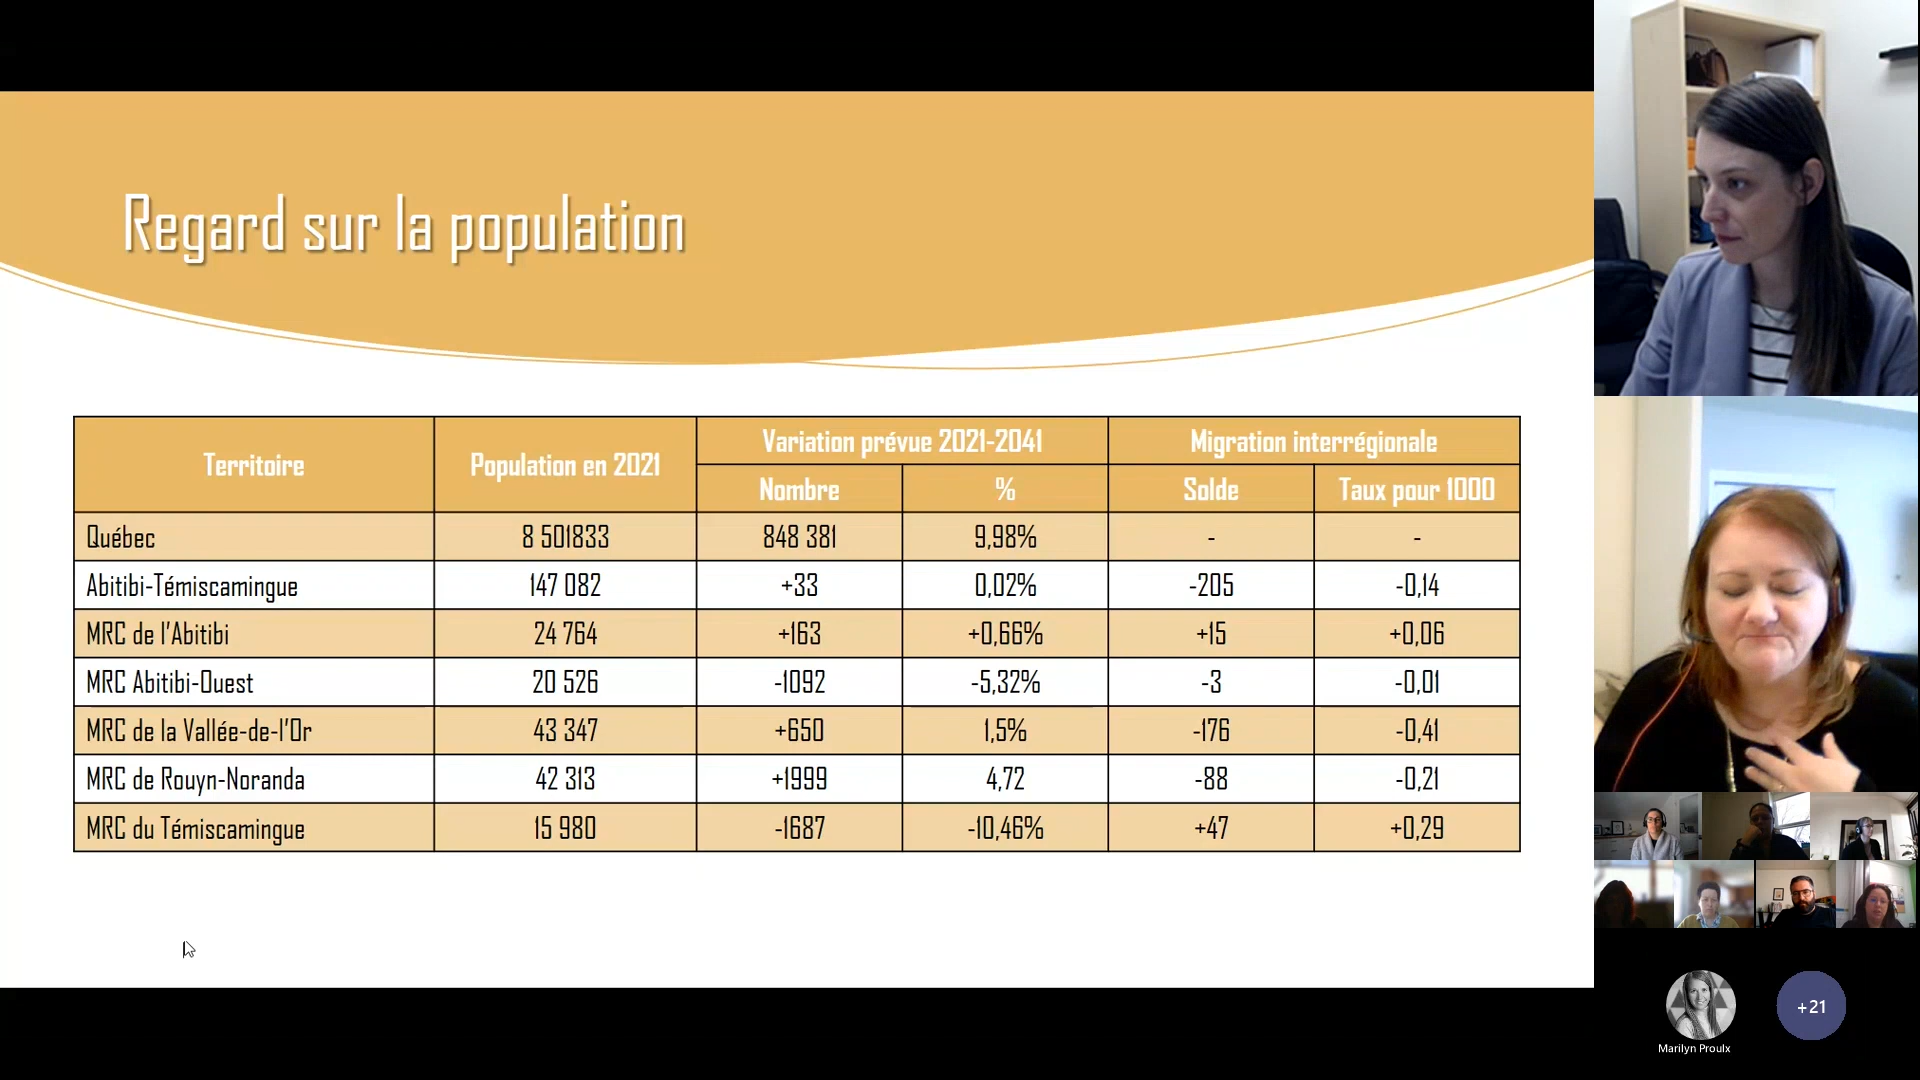 Regard sur la population
Territoire Population en 2021 Variation prévue 2021-2041 Migration interrégionale
Nombre % Solde Taux pour 1000
Québec 8 501833 848 381 9,98% - -
Abitibi-Témiscamingue 147 082 +33 0,02% -205 -0,14
MRC de l'Abitibi 24 764 +163 +0,66% +15 +0,06
MRC Abitibi-Ouest 20 526 -1092 -5,32% -3 -0,01
MRC de la Vallée-de-l'Or 43 347 +650 1,5% -176 -0,41
MRC de Rouyn-Noranda 42 313 +1999 4,72 -88 -0,21
MRC du Témiscamingue 15 980 -1687 -10,46% +47 +0,29
+21
Marilyn Proulx